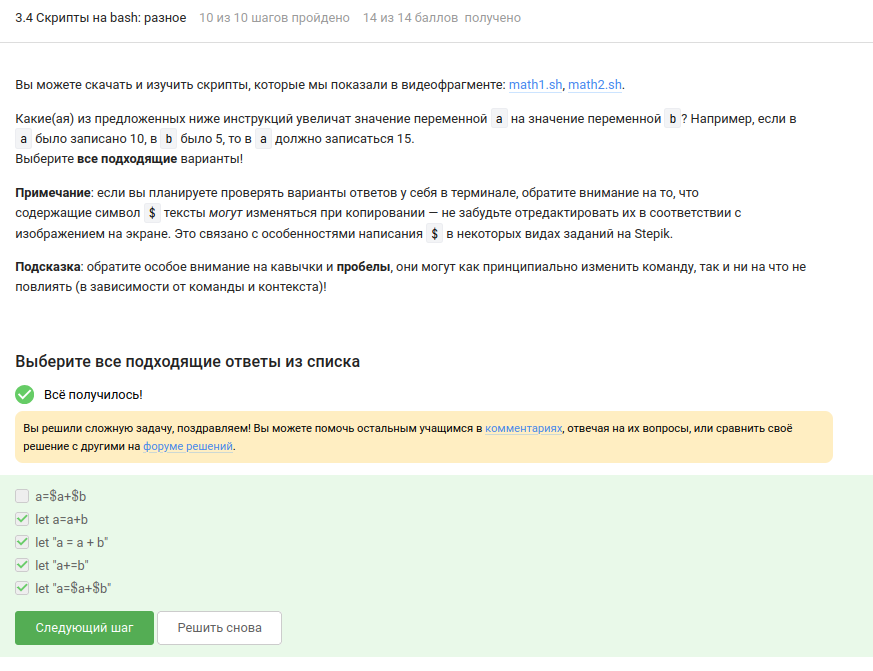 3.4 Скрипты на bash: разное 10 из 10 шагов пройдено 14 из 14 баллов получено
Вы можете скачать и изучить скрипты, которые мы показали в видеофрагменте: math1.sh, math2.sh.
Какие(ая) из предложенных ниже инструкций увеличат значение переменной a на значение переменной b? Например, если в
a было записано 10, в b было 5, то в a должно записаться 15.
Выберите все подходящие варианты!
Примечание: если вы планируете проверять варианты ответов у себя в терминале, обратите внимание на то, что
содержащие символ $ тексты могут изменяться при копировании — не забудьте отредактировать их в соответствии с
изображением на экране. Это связано с особенностями написания $ в некоторых видах заданий на Stepik.
Подсказка: обратите особое внимание на кавычки и пробелы, они могут как принципиально изменить команду, так и ни на что не
повлиять (в зависимости от команды и контекста)!
Выберите все подходящие ответы из списка
Всё получилось!
Вы решили сложную задачу, поздравляем! Вы можете помочь остальным учащимся в комментариях, отвечая на их вопросы, или сравнить своё
решение с другими на форуме решений.
a=$a+$b
let a=a+b
let "a = a + b"
let "a+=b"
let "a=$a+$b"
Следующий шаг Решить снова